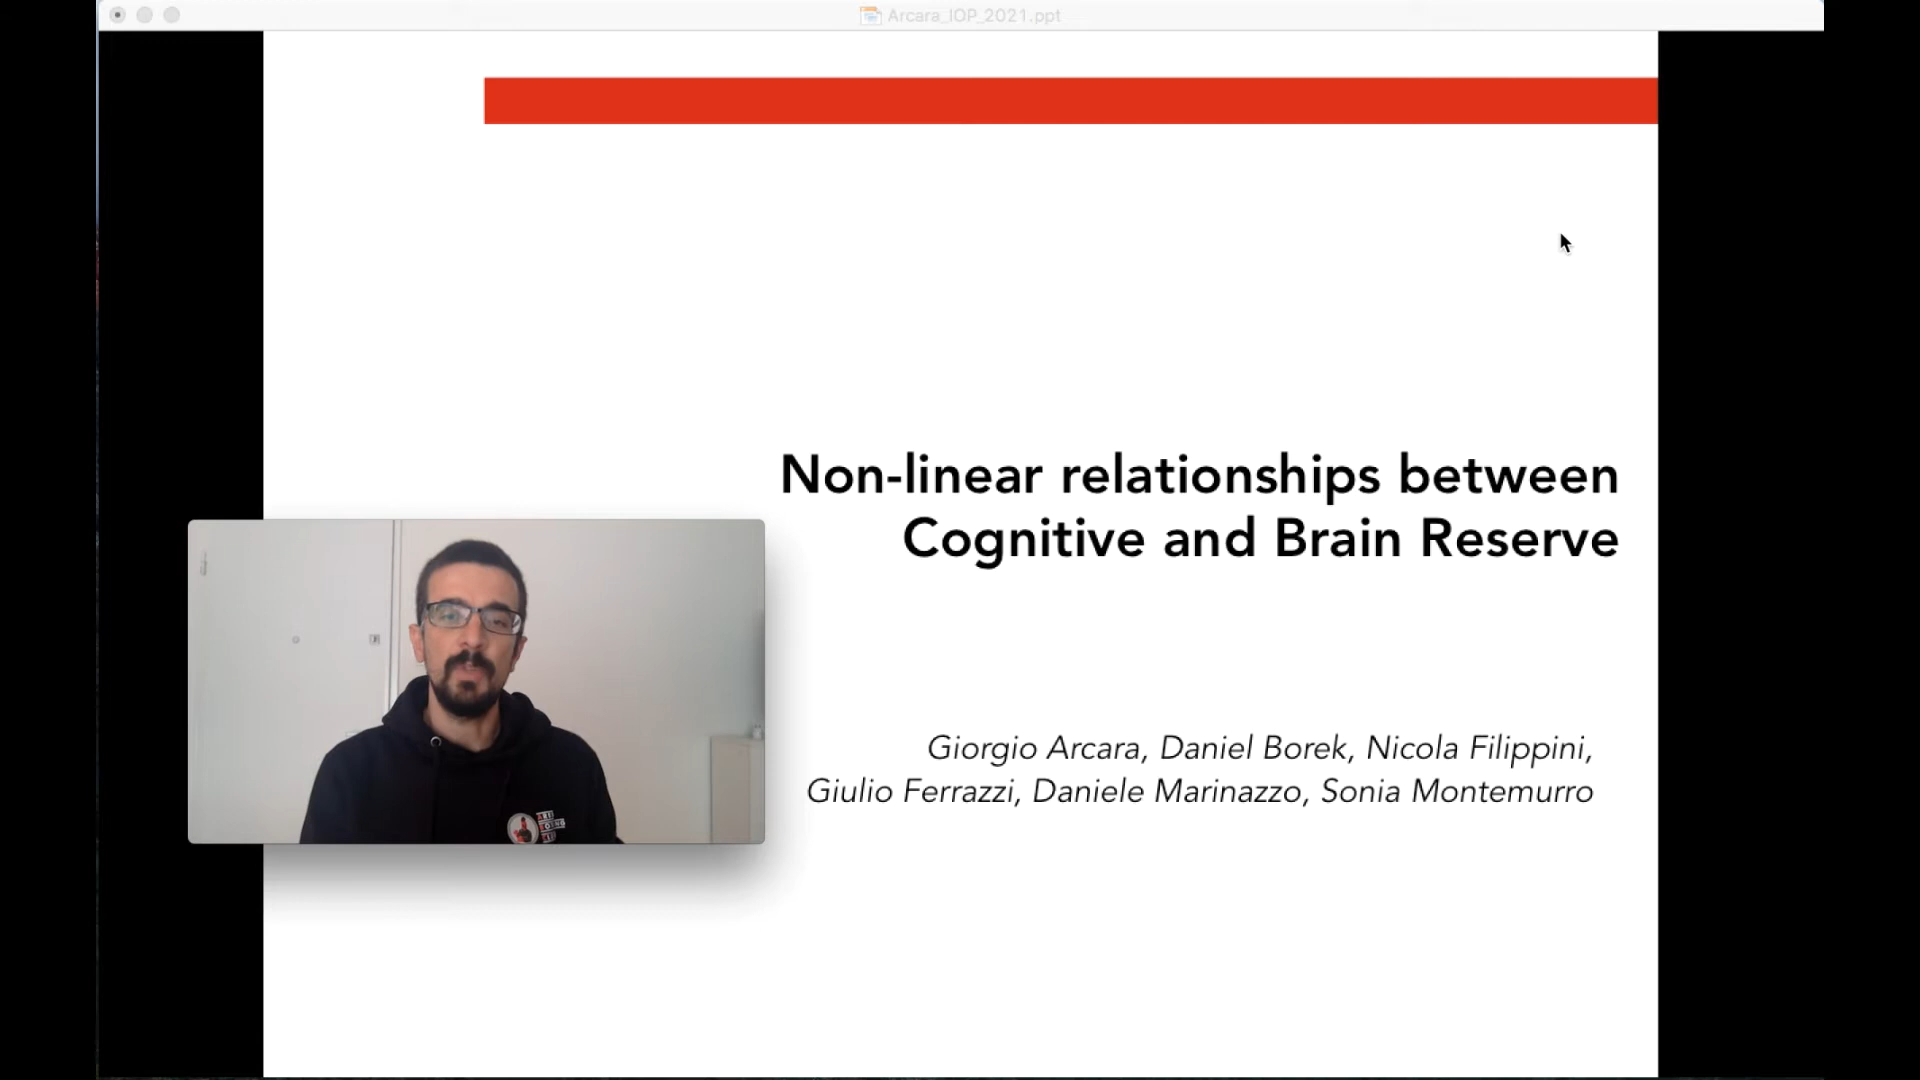 Arcara_IOP_2021.ppt
Non-linear relationships between
Cognitive and Brain Reserve
Giorgio Arcara, Daniel Borek, Nicola Filippini,
Giulio Ferrazzi, Daniele Marinazzo, Sonia Montemurro